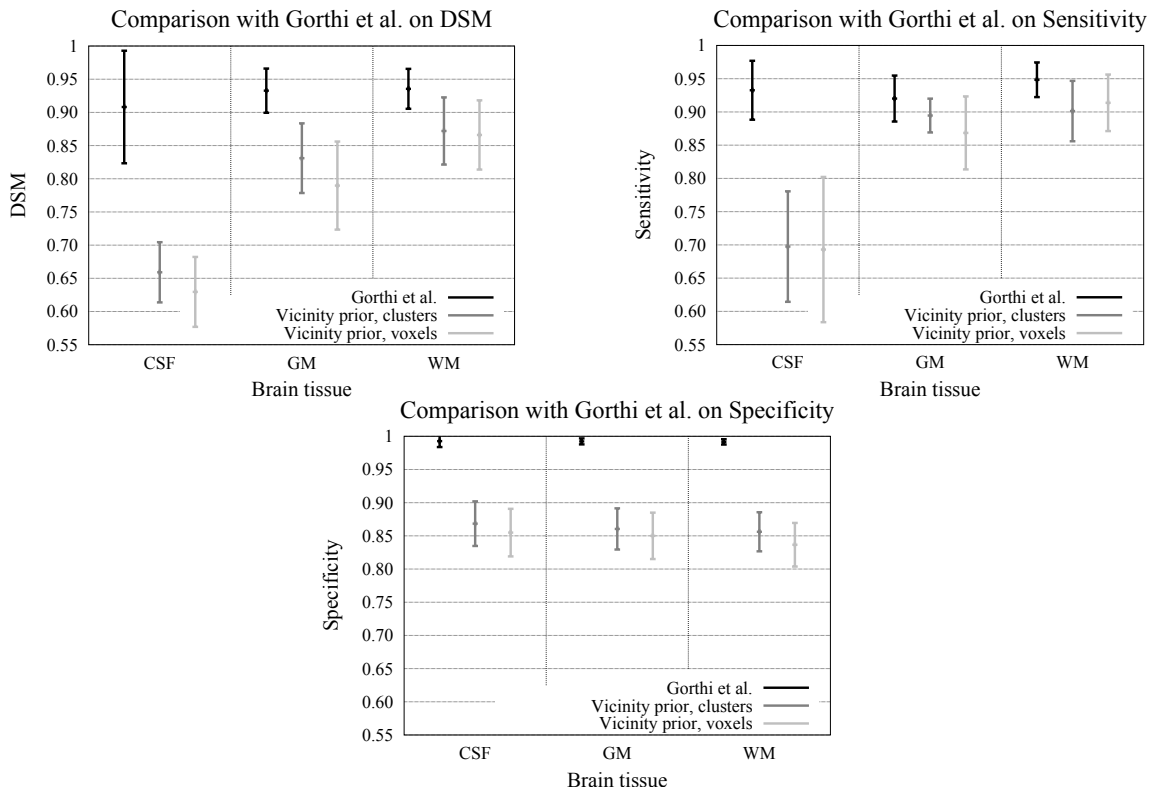 Comparison with Gorthi et al. on DSM
1
0.95
0.90
0.85
0.80
0.75
0.70
0.65
0.60
0.55
DSM
Gorthi et al.
Vicinity prior, clusters
Vicinity prior, voxels
CSF GM WM
Brain tissue
Comparison with Gorthi et al. on Sensitivity
1
0.95
0.90
0.85
0.80
0.75
0.70
0.65
0.60
0.55
Sensitivity
Gorthi et al.
Vicinity prior, clusters
Vicinity prior, voxels
CSF GM WM
Brain tissue
Comparison with Gorthi et al. on Specificity
1
0.95
0.90
0.85
0.80
0.75
0.70
0.65
0.60
0.55
Specificity
Gorthi et al.
Vicinity prior, clusters
Vicinity prior, voxels
CSF GM WM
Brain tissue